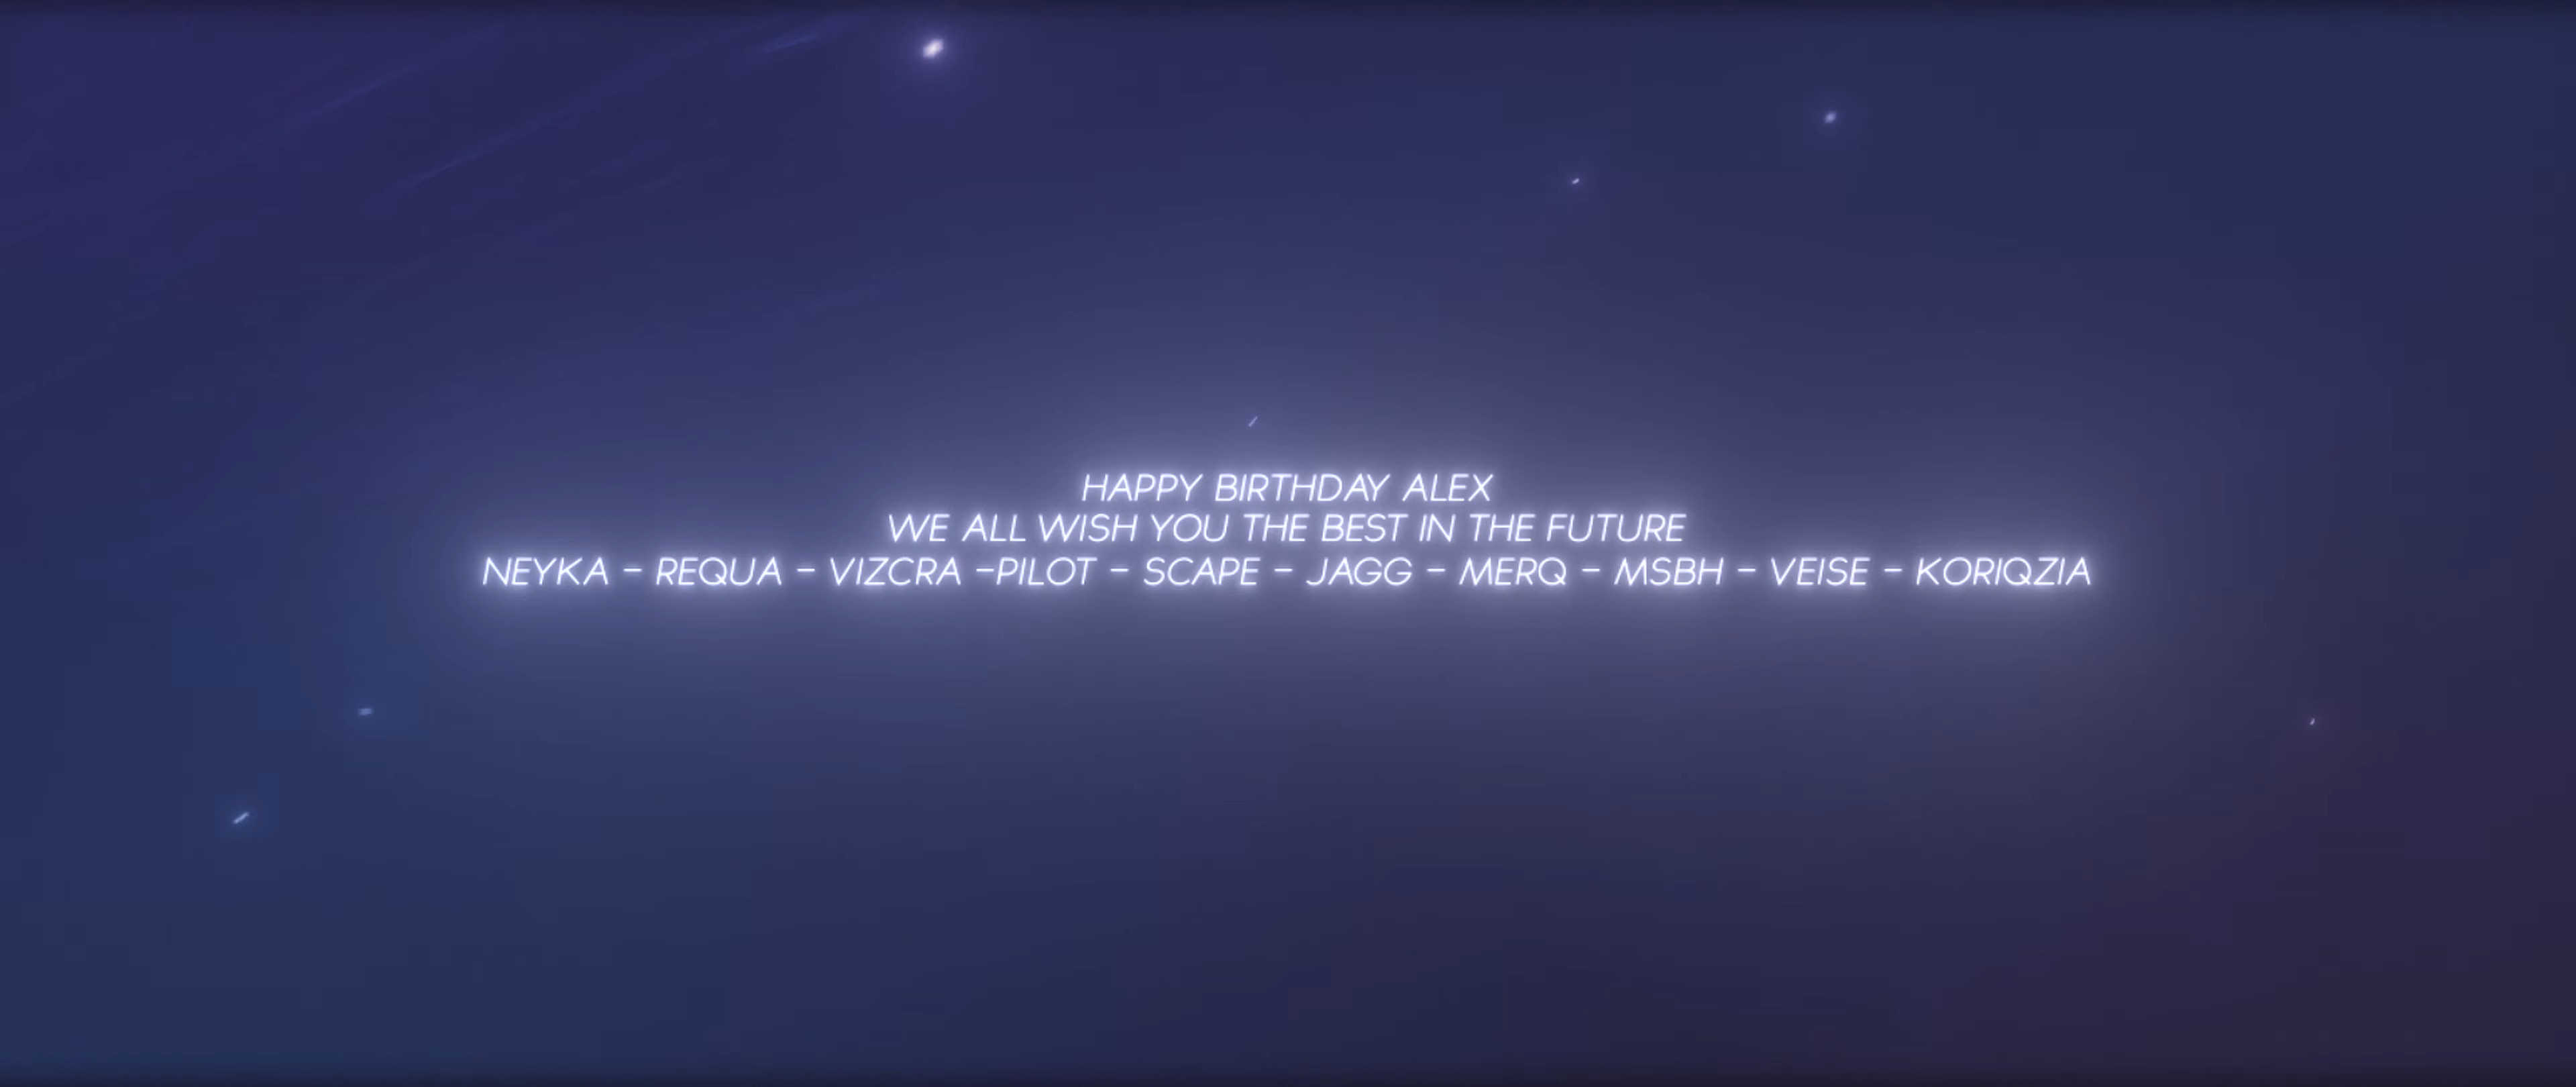 HAPPY BIRTHDAY ALEX
WE ALL WISH YOU THE BEST IN THE FUTURE
NEYKA - REQUA - VIZCRA -PILOT - SCAPE - JAGG - MERQ - MSBH - VEISE - KORIQZIA